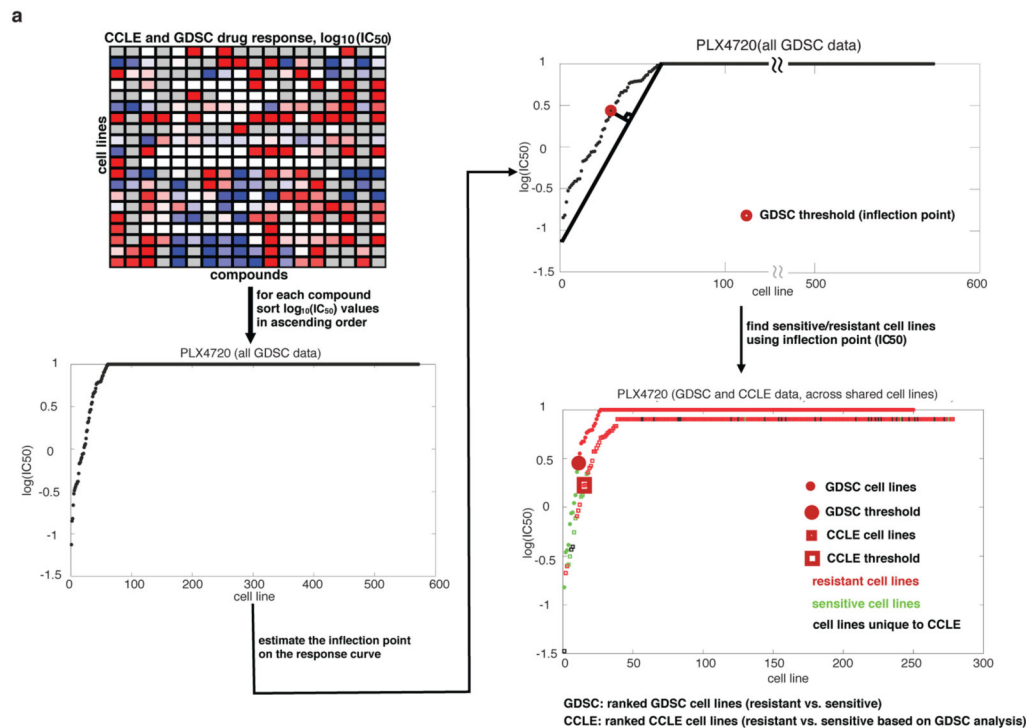 a
CCLE and GDSC drug response, log10(IC50)
cell lines
compounds
for each compound
sort log10(IC50) values
in ascending order
PLX4720 (all GDSC data)
log(IC50)
1
0.5
0
-0.5
-1
-1.5
0
100
200
300
400
500
600
cell line
estimate the inflection point
on the response curve
PLX4720(all GDSC data)
log(IC50)
1
0.5
0
-0.5
-1
-1.5
GDSC threshold (inflection point)
0
100
500
600
cell line
find sensitive/resistant cell lines
using inflection point (IC50)
PLX4720 (GDSC and CCLE data, across shared cell lines)
log(IC50)
1
0.5
0
-0.5
-1
-1.5
GDSC cell lines
GDSC threshold
CCLE cell lines
CCLE threshold
resistant cell lines
sensitive cell lines
cell lines unique to CCLE
0
50
100
150
200
250
300
cell line
GDSC: ranked GDSC cell lines (resistant vs. sensitive)
CCLE: ranked CCLE cell lines (resistant vs. sensitive based on GDSC analysis)